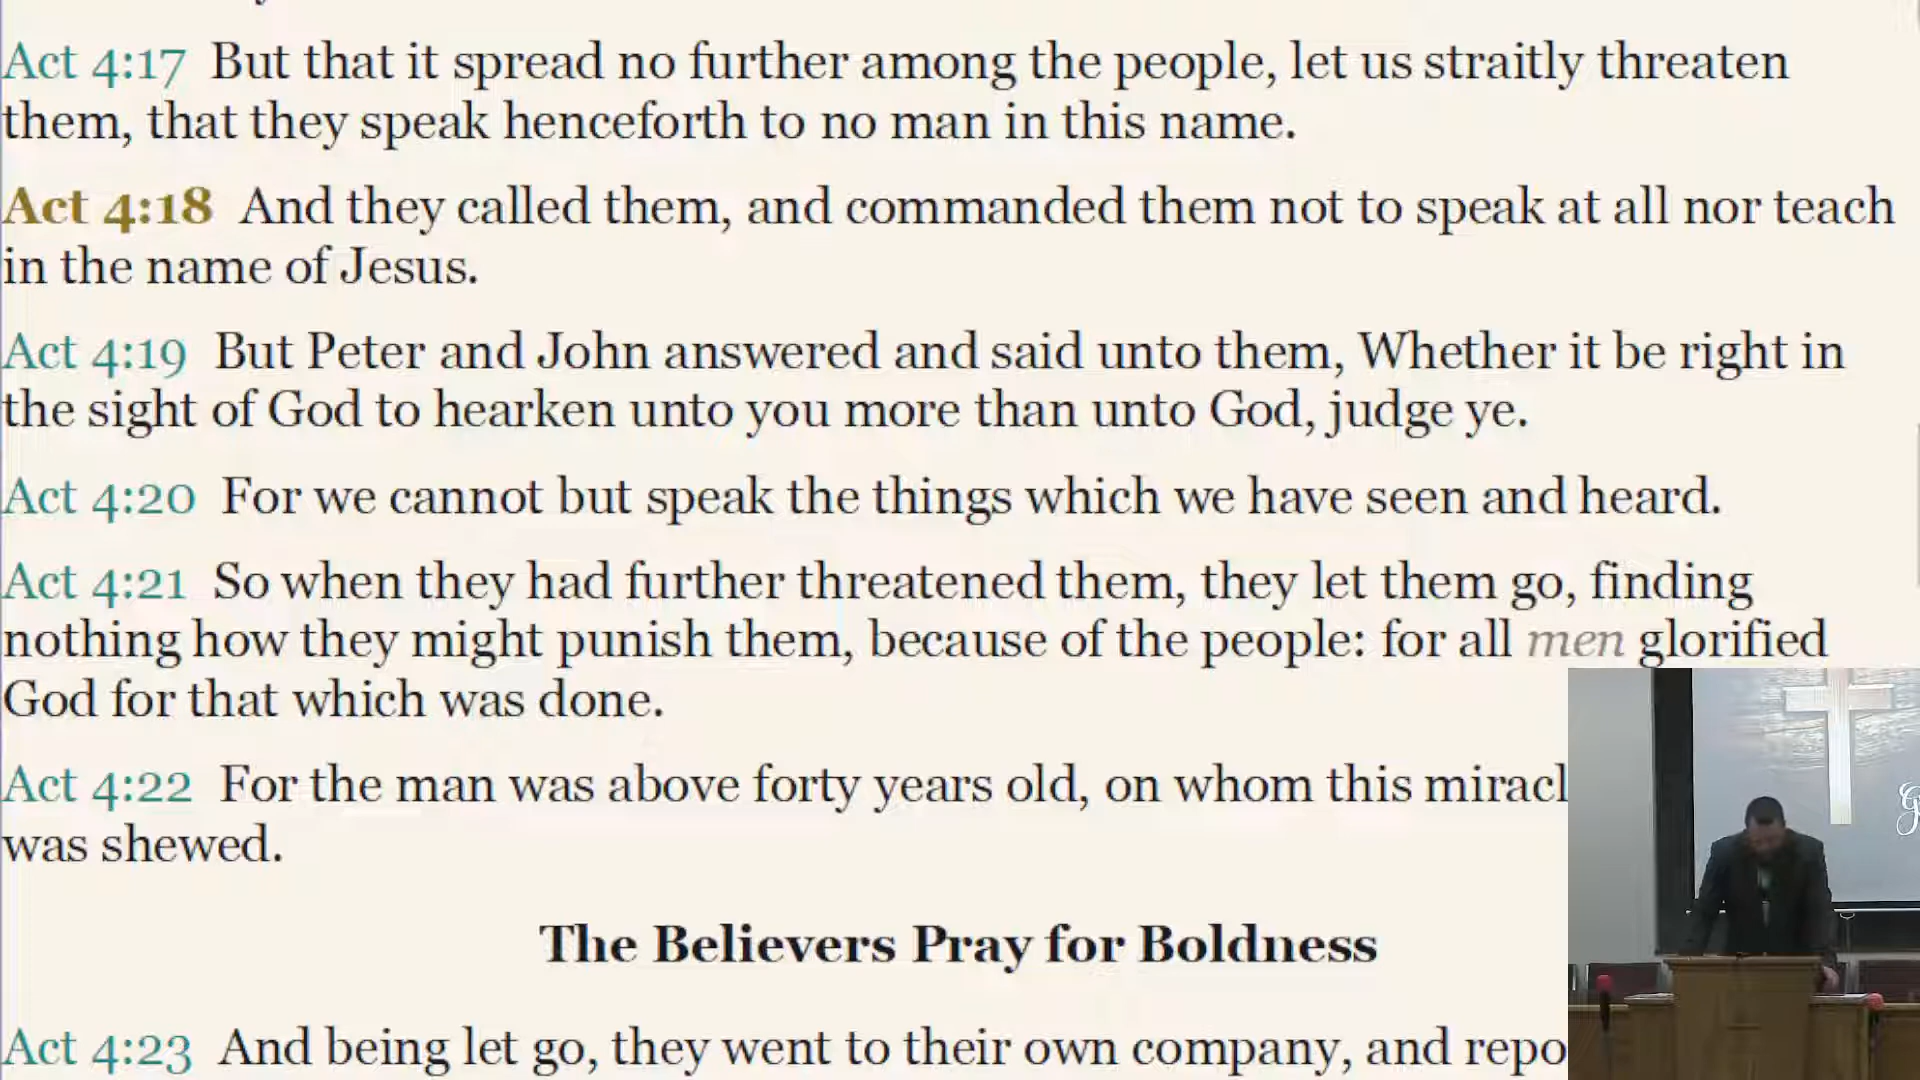 Act 4:17 But that it spread no further among the people, let us straitly threaten
them, that they speak henceforth to no man in this name.
Act 4:18 And they called them, and commanded them not to speak at all nor teach
in the name of Jesus.
Act 4:19 But Peter and John answered and said unto them, Whether it be right in
the sight of God to hearken unto you more than unto God, judge ye.
Act 4:20 For we cannot but speak the things which we have seen and heard.
Act 4:21 So when they had further threatened them, they let them go, finding
nothing how they might punish them, because of the people: for all men glorified
God for that which was done.
Act 4:22 For the man was above forty years old, on whom this miracl
was shewed.
The Believers Pray for Boldness
Act 4:23 And being let go, they went to their own company, and repo